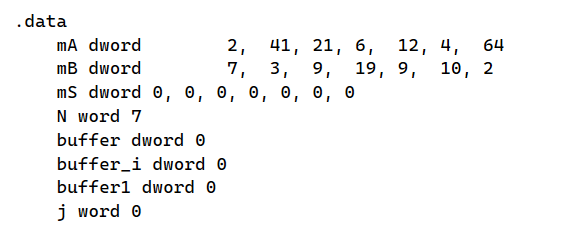 .data
mA dword 2, 41, 21, 6, 12, 4, 64
mB dword 7, 3, 9, 19, 9, 10, 2
mS dword 0, 0, 0, 0, 0, 0, 0
N word 7
buffer dword 0
buffer_i dword 0
buffer1 dword 0
j word 0